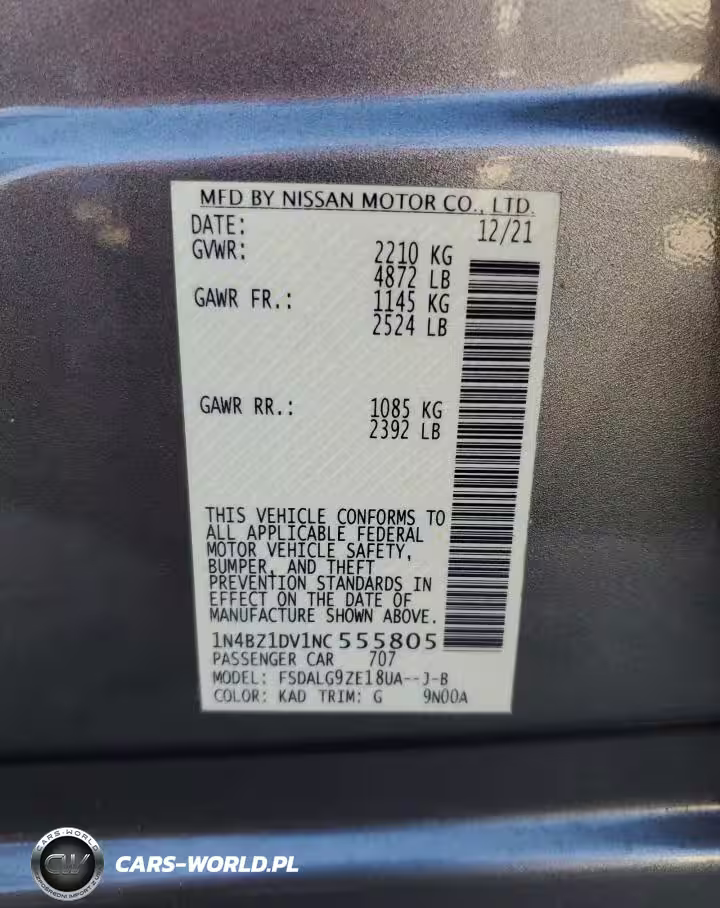 MFD BY NISSAN MOTOR CO., LTD.
DATE: 12/21
GVWR: 2210 KG
4872 LB
GAWR FR.: 1145 KG
2524 LB
GAWR RR.: 1085 KG
2392 LB
THIS VEHICLE CONFORMS TO
ALL APPLICABLE FEDERAL
MOTOR VEHICLE SAFETY,
BUMPER, AND THEFT
PREVENTION STANDARDS IN
EFFECT ON THE DATE OF
MANUFACTURE SHOWN ABOVE.
1N4BZ1DV1NC555805
PASSENGER CAR 707
MODEL: FSDALG9ZE18UA--J-B
COLOR: KAD TRIM: G 9N00A
CARS-WORLD
CW
CARS-WORLD.PL